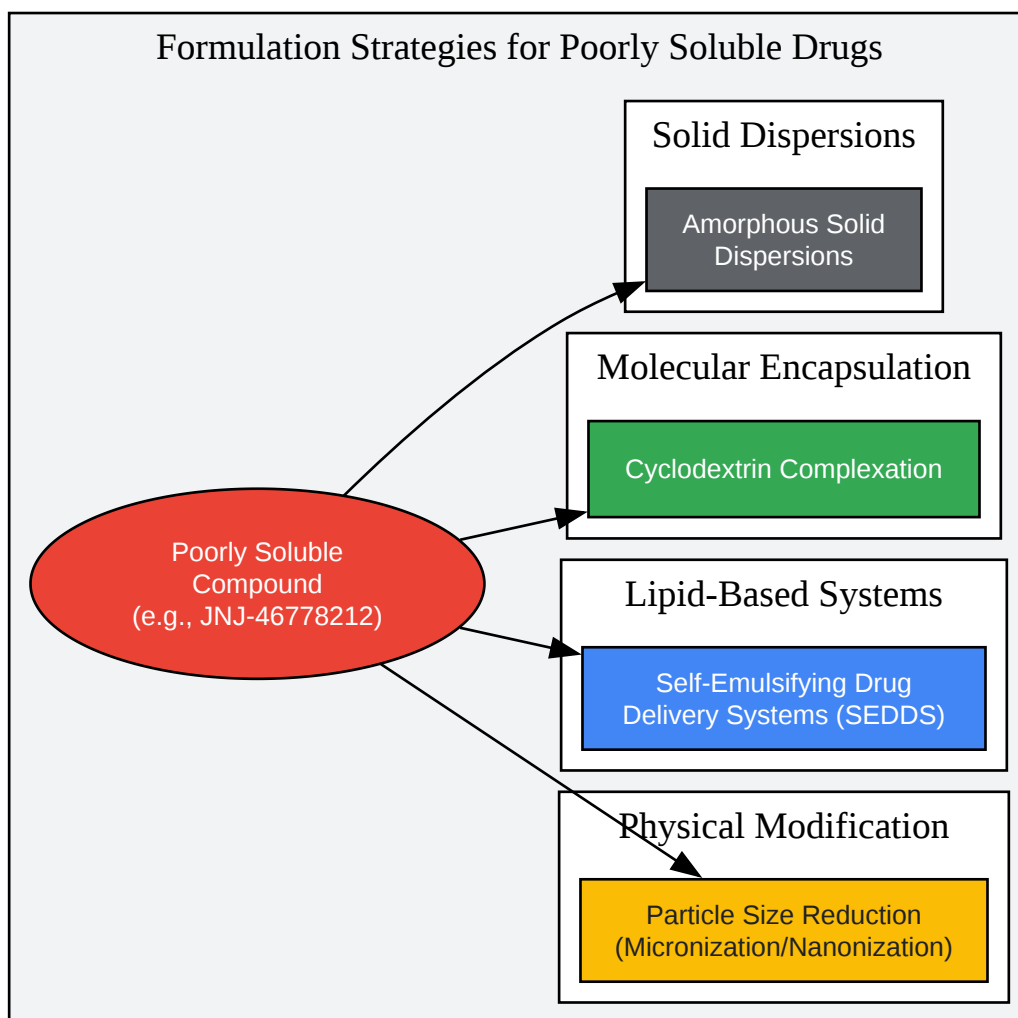 Formulation Strategies for Poorly Soluble Drugs
Solid Dispersions
Amorphous Solid
Dispersions
Molecular Encapsulation
Cyclodextrin Complexation
Poorly Soluble
Compound
(e.g., JNJ-46778212)
Lipid-Based Systems
Self-Emulsifying Drug
Delivery Systems (SEDDS)
Physical Modification
Particle Size Reduction
(Micronization/Nanonization)